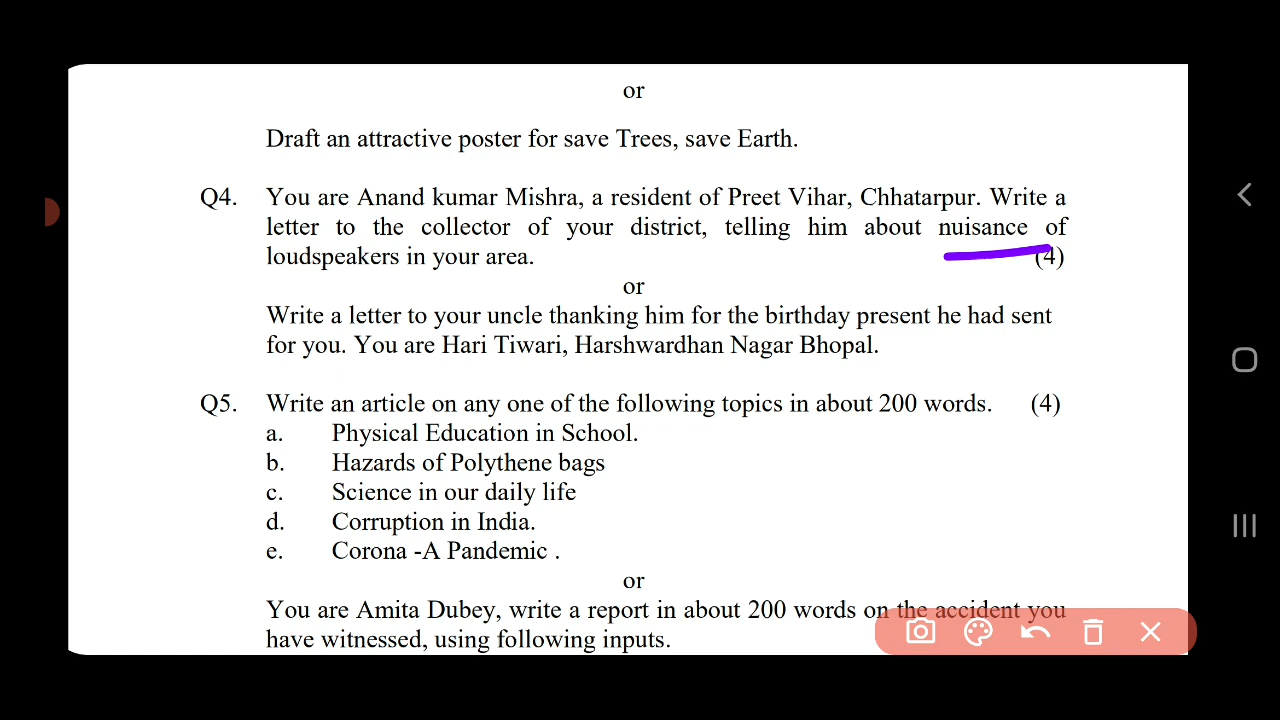 or
Draft an attractive poster for save Trees, save Earth.
Q4. You are Anand kumar Mishra, a resident of Preet Vihar, Chhatarpur. Write a
letter to the collector of your district, telling him about nuisance of
loudspeakers in your area. (4)
or
Write a letter to your uncle thanking him for the birthday present he had sent
for you. You are Hari Tiwari, Harshwardhan Nagar Bhopal.
Q5. Write an article on any one of the following topics in about 200 words. (4)
a. Physical Education in School.
b. Hazards of Polythene bags
c. Science in our daily life
d. Corruption in India.
e. Corona -A Pandemic .
or
You are Amita Dubey, write a report in about 200 words on the accident you
have witnessed, using following inputs.